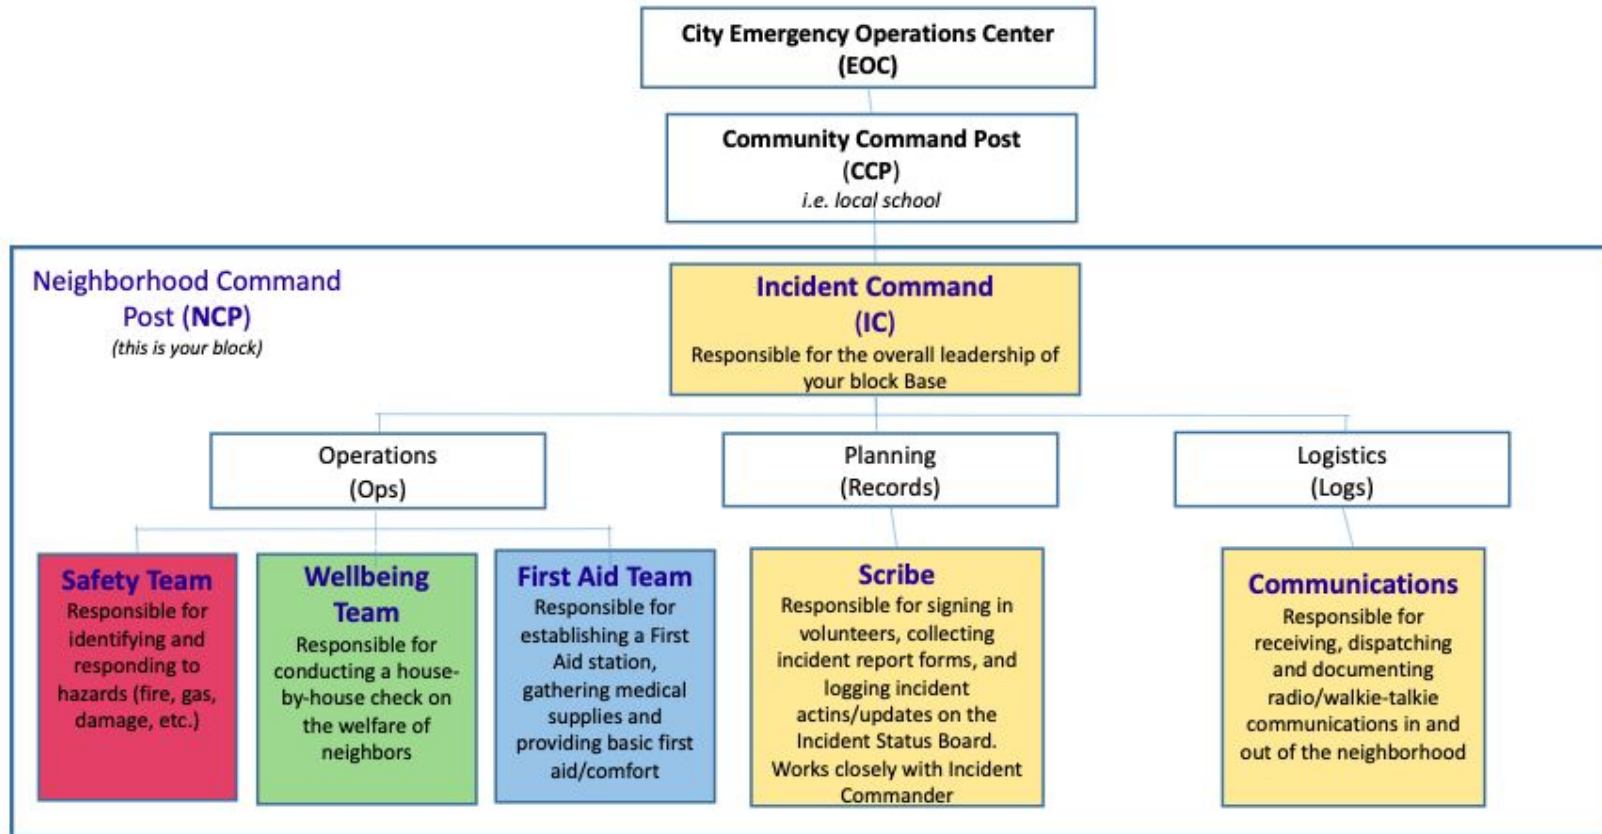 City Emergency Operations Center
(EOC)
Community Command Post
(CCP)
i.e. local school
Neighborhood Command
Post (NCP)
(this is your block)
Incident Command
(IC)
Responsible for the overall leadership of
your block Base
Operations
(Ops)
Planning
(Records)
Logistics
(Logs)
Safety Team
Responsible for
identifying and
responding to
hazards (fire, gas,
damage, etc.)
Wellbeing
Team
Responsible for
conducting a house-
by-house check on
the welfare of
neighbors
First Aid Team
Responsible for
establishing a First
Aid station,
gathering medical
supplies and
providing basic first
aid/comfort
Scribe
Responsible for signing in
volunteers, collecting
incident report forms, and
logging incident
actins/updates on the
Incident Status Board.
Works closely with Incident
Commander
Communications
Responsible for
receiving, dispatching
and documenting
radio/walkie-talkie
communications in and
out of the neighborhood